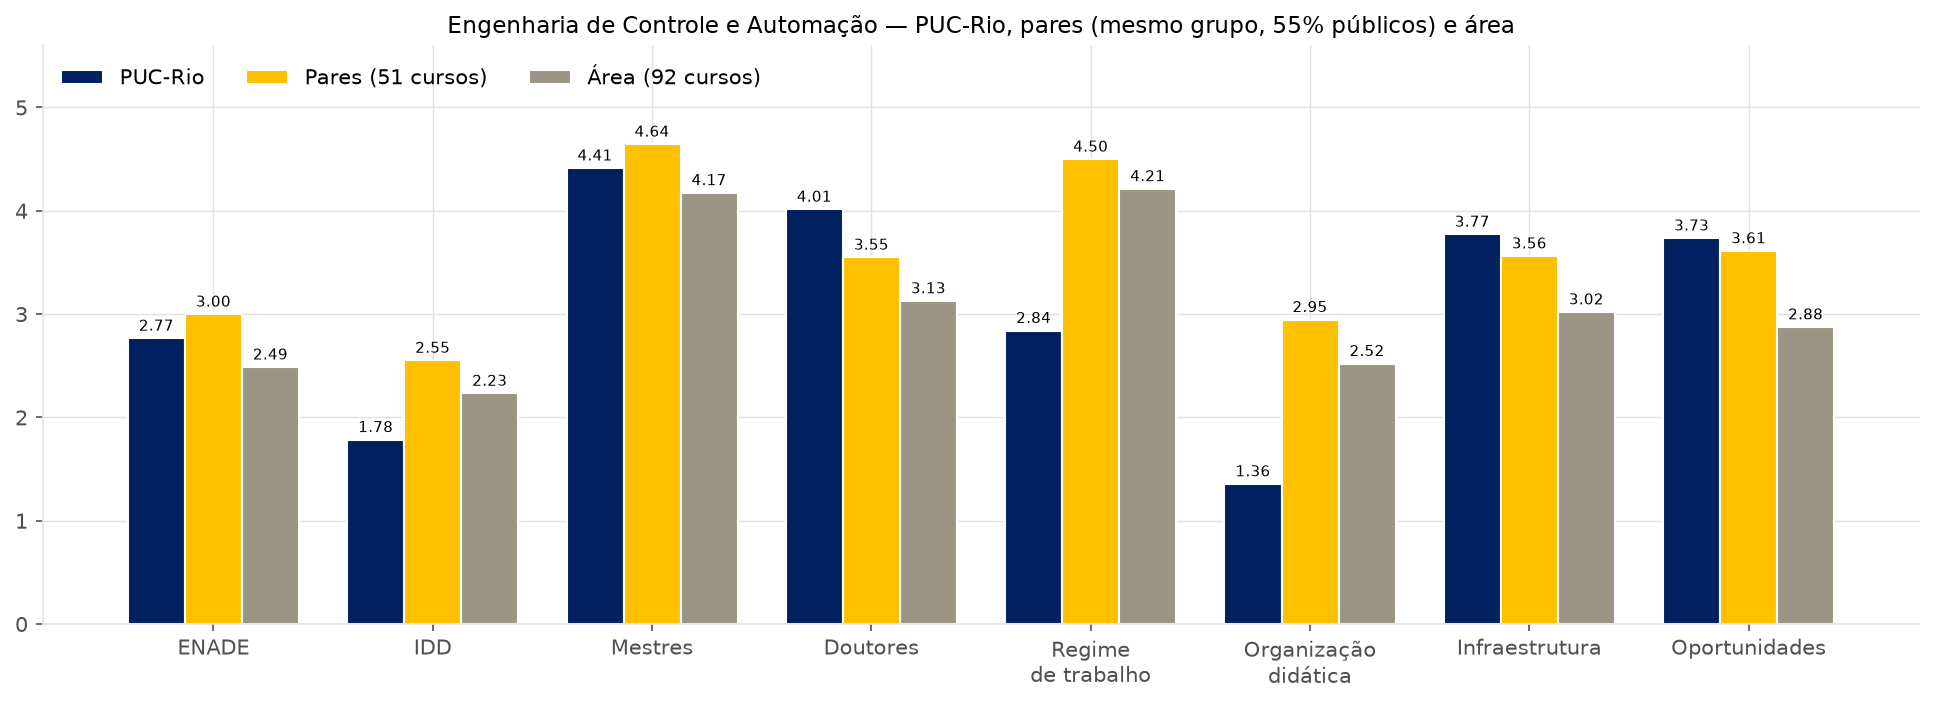 Engenharia de Controle e Automação — PUC-Rio, pares (mesmo grupo, 55% públicos) e área
PUC-Rio Pares (51 cursos) Área (92 cursos)
5
4
3
2
1
0
2.77 3.00 2.49
1.78 2.55 2.23
4.41 4.64 4.17
4.01 3.55 3.13
2.84 4.50 4.21
1.36 2.95 2.52
3.77 3.56 3.02
3.73 3.61 2.88
ENADE
IDD
Mestres
Doutores
Regime
de trabalho
Organização
didática
Infraestrutura
Oportunidades